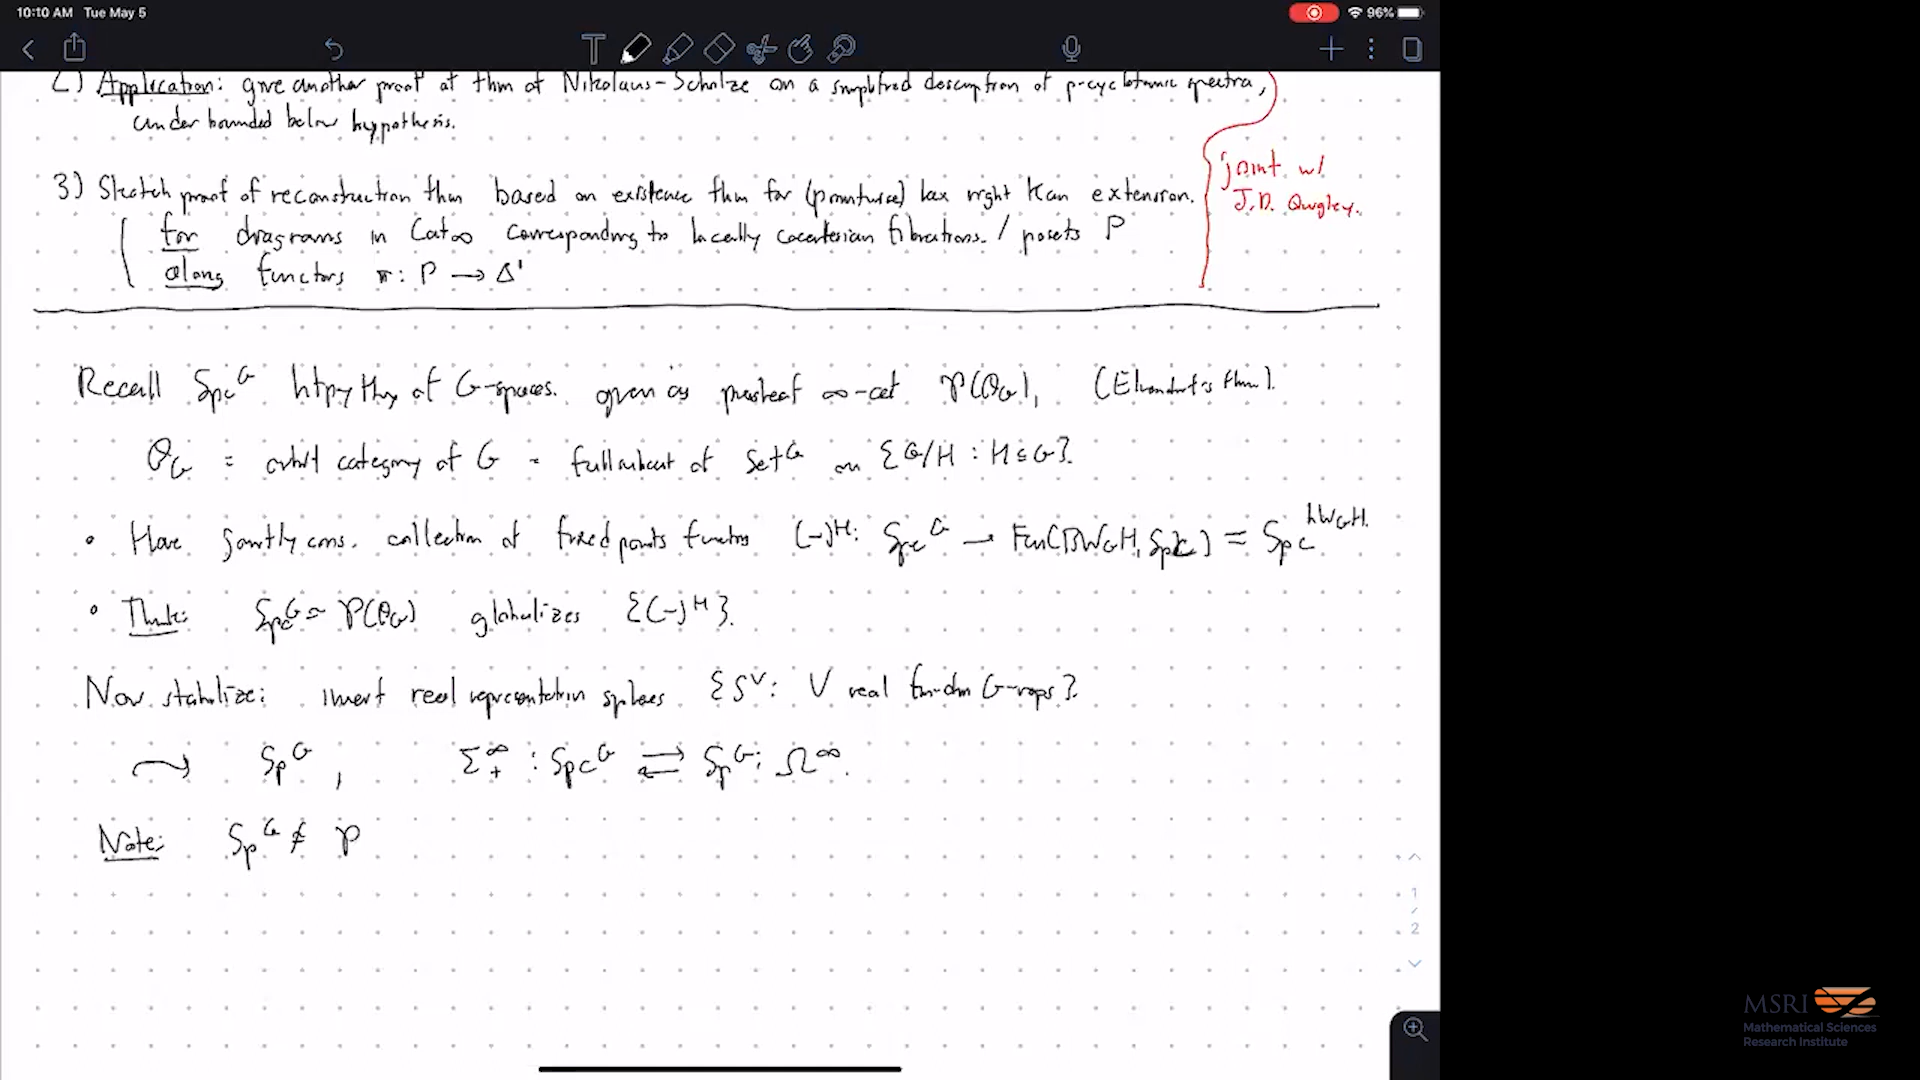 10:10 AM Tue May 5
96%
2) Application: give another proof of thm of Nikolaus-Scholze on a simplified description of p-cyclotomic spectra,
under bounded below hypothesis.
joint w/
J.D. Quigley.
3) Sketch proof of reconstruction thm based on existence thm for (pointwise) lax right Kan extension.
for diagrams in Cat∞ corresponding to locally cocartesian fibrations / posets P
along functors π: P → Δ¹
Recall Spc^G htpy thy of G-spaces. given as presheaf ∞-cat P(O_G), (Elmendorf's thm).
O_G = orbit category of G = full subcat of Set^G on {G/H : H ≤ G}.
• Have jointly cons. collection of fixed points functors (-)^H: Spc^G → Fun(BW_GH, Spc) = Spc^{hW_GH}.
• Think: Spc^G ≃ P(O_G) globalizes {(-)^H}.
Now stabilize: invert real representation spheres {S^V: V real fin-dim G-reps}.
⇝ Sp^G, Σ^∞_+ : Spc^G ⇄ Sp^G : Ω^∞.
Note: Sp^G ≠ P
1
/
2
MSRI
Mathematical Sciences
Research Institute